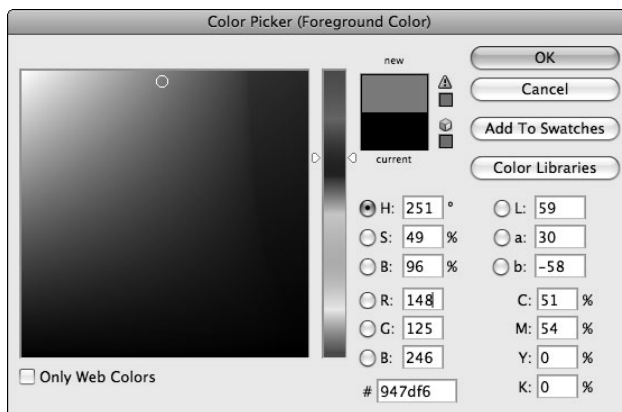 Color Picker (Foreground Color)
new
current
OK
Cancel
Add To Swatches
Color Libraries
H: 251 °
S: 49 %
B: 96 %
R: 148
G: 125
B: 246
# 947df6
L: 59
a: 30
b: -58
C: 51 %
M: 54 %
Y: 0 %
K: 0 %
Only Web Colors